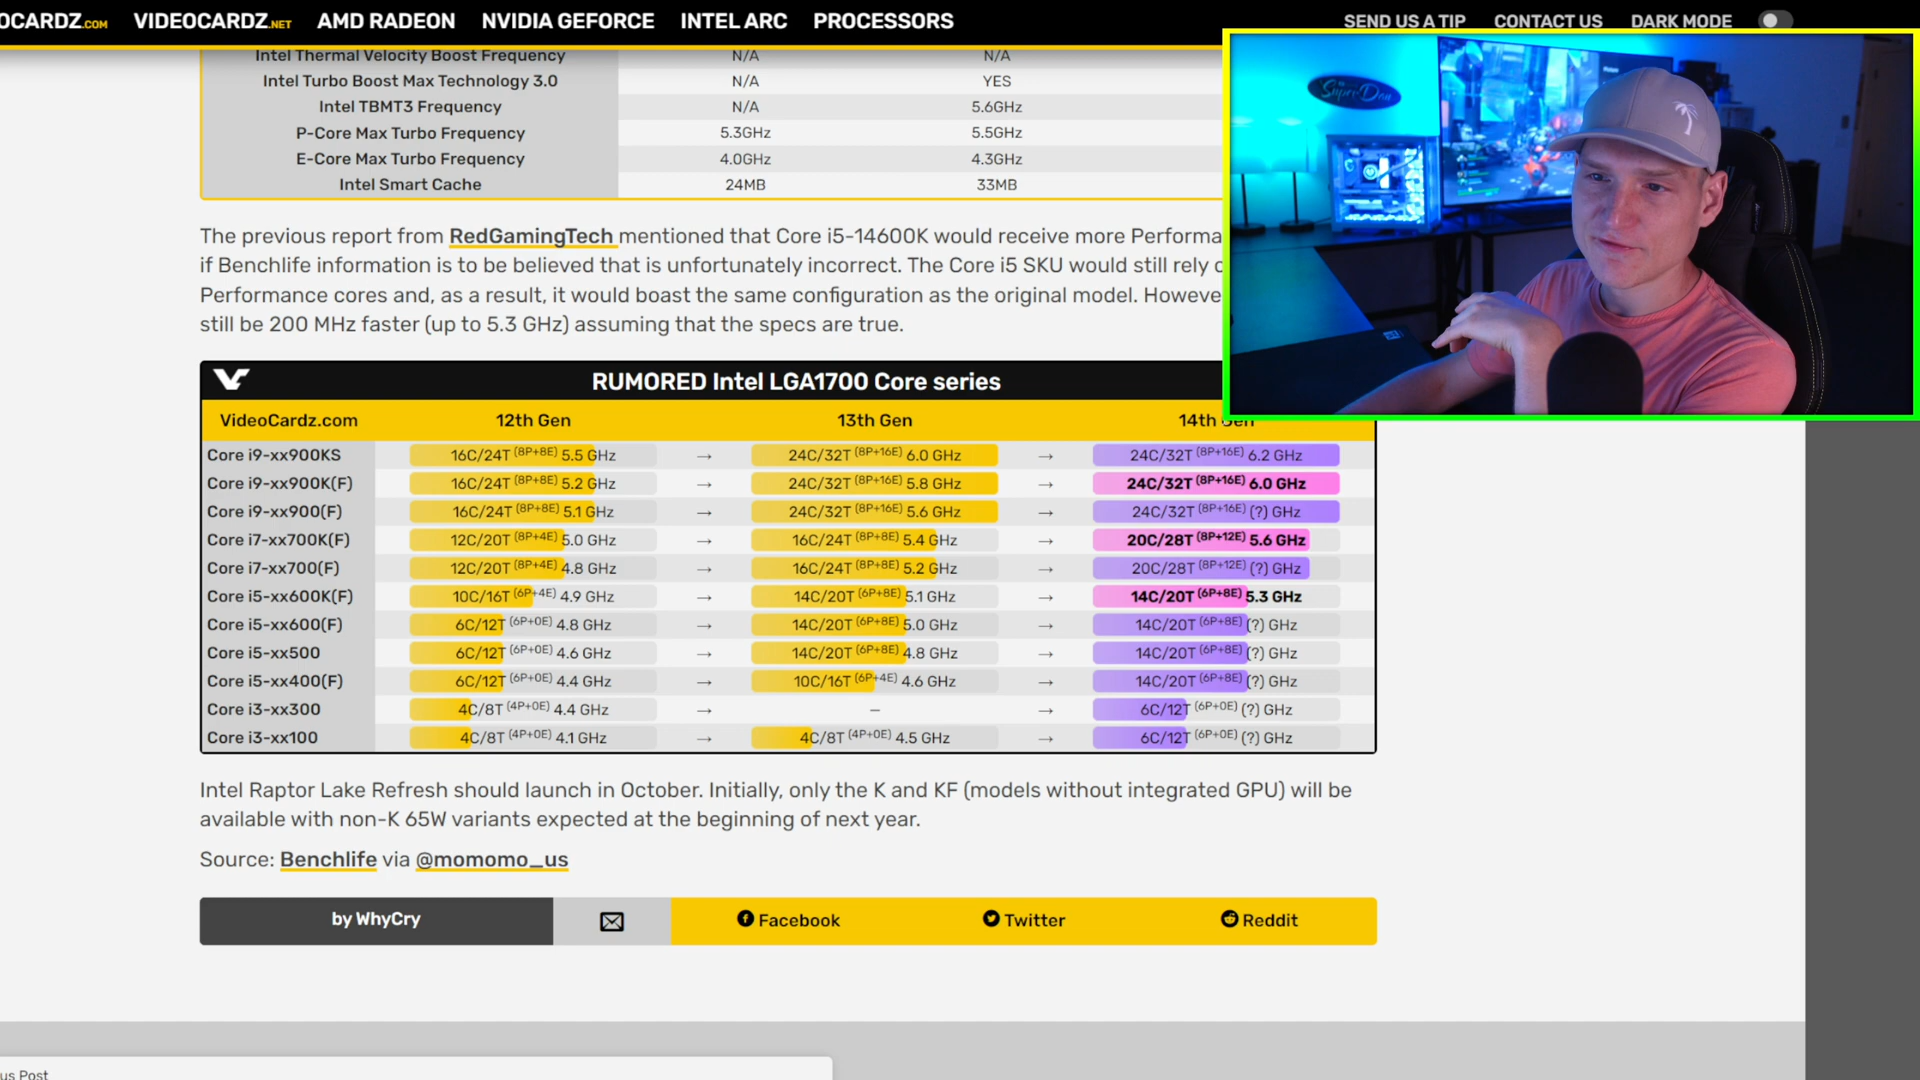 OCARDZ.COM VIDEOCARDZ.NET AMD RADEON NVIDIA GEFORCE INTEL ARC PROCESSORS SEND US A TIP CONTACT US DARK MODE
Intel Thermal Velocity Boost Frequency N/A N/A
Intel Turbo Boost Max Technology 3.0 N/A YES
Intel TBMT3 Frequency N/A 5.6GHz
P-Core Max Turbo Frequency 5.3GHz 5.5GHz
E-Core Max Turbo Frequency 4.0GHz 4.3GHz
Intel Smart Cache 24MB 33MB
Super Dan
The previous report from RedGamingTech mentioned that Core i5-14600K would receive more Performa
if Benchlife information is to be believed that is unfortunately incorrect. The Core i5 SKU would still rely
Performance cores and, as a result, it would boast the same configuration as the original model. Howeve
still be 200 MHz faster (up to 5.3 GHz) assuming that the specs are true.
RUMORED Intel LGA1700 Core series
VideoCardz.com 12th Gen 13th Gen 14th Gen
Core i9-xx900KS 16C/24T (8P+8E) 5.5 GHz → 24C/32T (8P+16E) 6.0 GHz → 24C/32T (8P+16E) 6.2 GHz
Core i9-xx900K(F) 16C/24T (8P+8E) 5.2 GHz → 24C/32T (8P+16E) 5.8 GHz → 24C/32T (8P+16E) 6.0 GHz
Core i9-xx900(F) 16C/24T (8P+8E) 5.1 GHz → 24C/32T (8P+16E) 5.6 GHz → 24C/32T (8P+16E) (?) GHz
Core i7-xx700K(F) 12C/20T (8P+4E) 5.0 GHz → 16C/24T (8P+8E) 5.4 GHz → 20C/28T (8P+12E) 5.6 GHz
Core i7-xx700(F) 12C/20T (8P+4E) 4.8 GHz → 16C/24T (8P+8E) 5.2 GHz → 20C/28T (8P+12E) (?) GHz
Core i5-xx600K(F) 10C/16T (6P+4E) 4.9 GHz → 14C/20T (6P+8E) 5.1 GHz → 14C/20T (6P+8E) 5.3 GHz
Core i5-xx600(F) 6C/12T (6P+0E) 4.8 GHz → 14C/20T (6P+8E) 5.0 GHz → 14C/20T (6P+8E) (?) GHz
Core i5-xx500 6C/12T (6P+0E) 4.6 GHz → 14C/20T (6P+8E) 4.8 GHz → 14C/20T (6P+8E) (?) GHz
Core i5-xx400(F) 6C/12T (6P+0E) 4.4 GHz → 10C/16T (6P+4E) 4.6 GHz → 14C/20T (6P+8E) (?) GHz
Core i3-xx300 4C/8T (4P+0E) 4.4 GHz → – → 6C/12T (6P+0E) (?) GHz
Core i3-xx100 4C/8T (4P+0E) 4.1 GHz → 4C/8T (4P+0E) 4.5 GHz → 6C/12T (6P+0E) (?) GHz
Intel Raptor Lake Refresh should launch in October. Initially, only the K and KF (models without integrated GPU) will be
available with non-K 65W variants expected at the beginning of next year.
Source: Benchlife via @momomo_us
by WhyCry Facebook Twitter Reddit
us Post